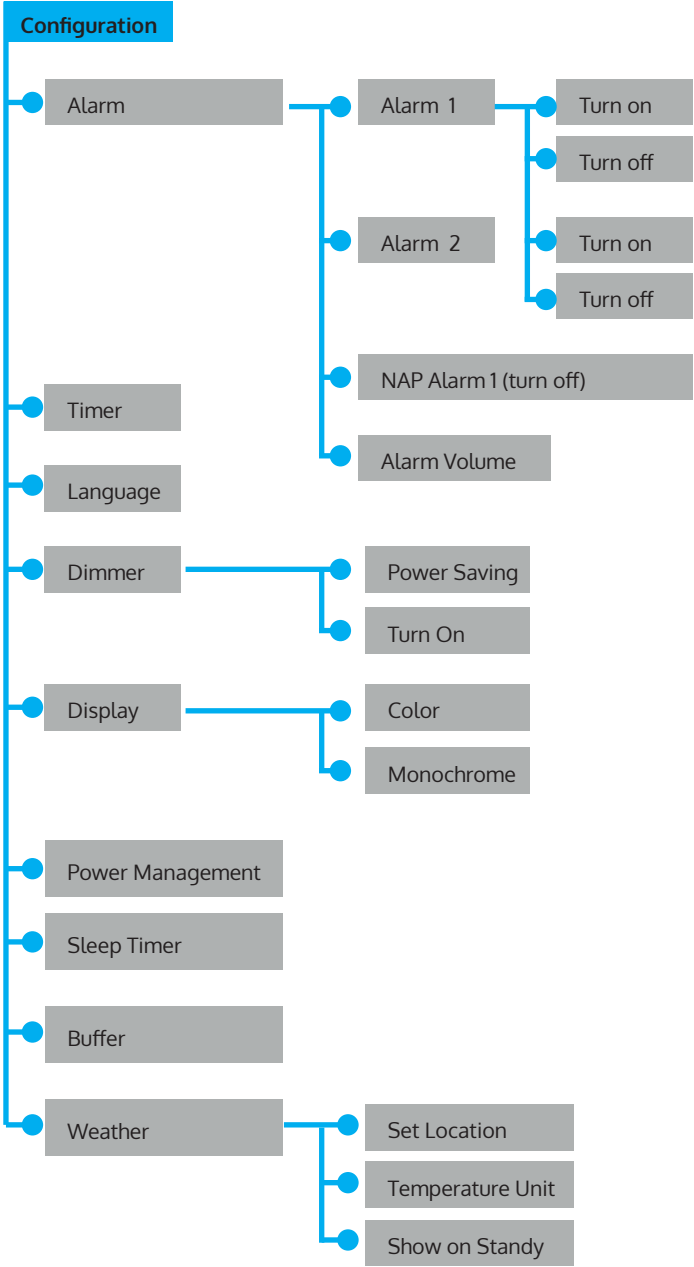 Configuration
Alarm
Alarm 1
Turn on
Turn off
Alarm 2
Turn on
Turn off
NAP Alarm 1 (turn off)
Alarm Volume
Timer
Language
Dimmer
Power Saving
Turn On
Display
Color
Monochrome
Power Management
Sleep Timer
Buffer
Weather
Set Location
Temperature Unit
Show on Standy